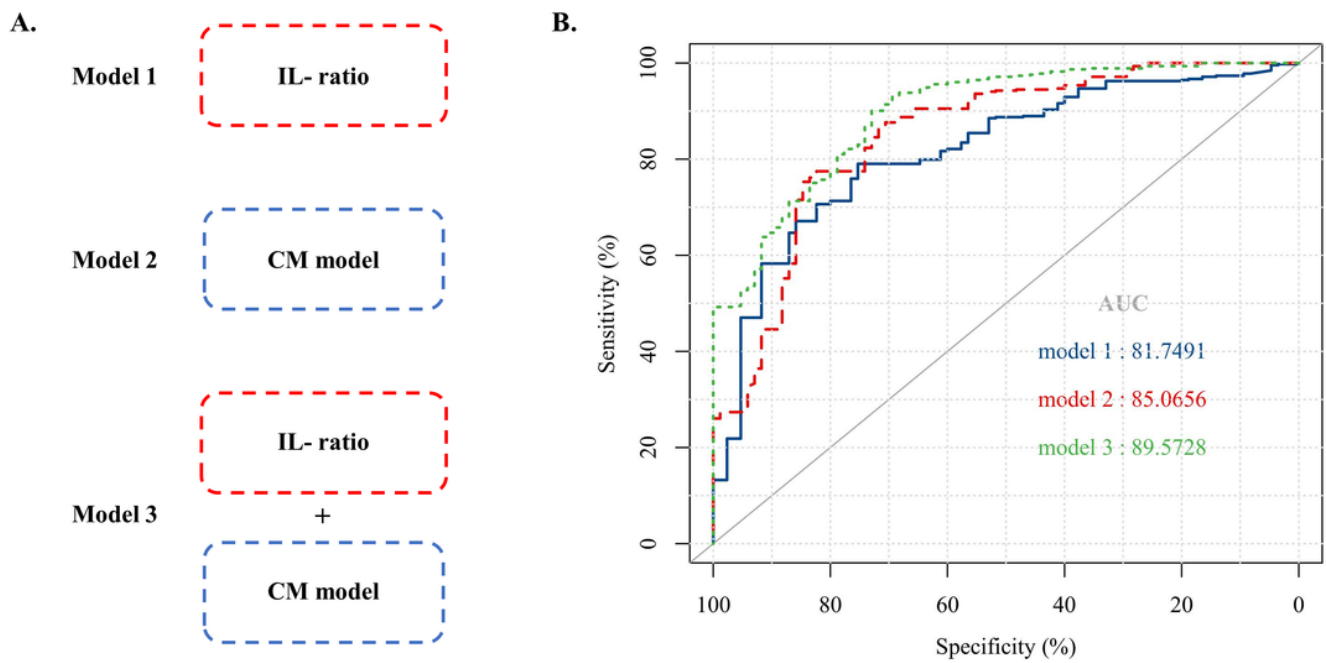 A.
Model 1
IL- ratio
Model 2
CM model
Model 3
IL- ratio
+
CM model
B.
Sensitivity (%)
100
80
60
40
20
0
AUC
model 1 : 81.7491
model 2 : 85.0656
model 3 : 89.5728
100 80 60 40 20 0
Specificity (%)